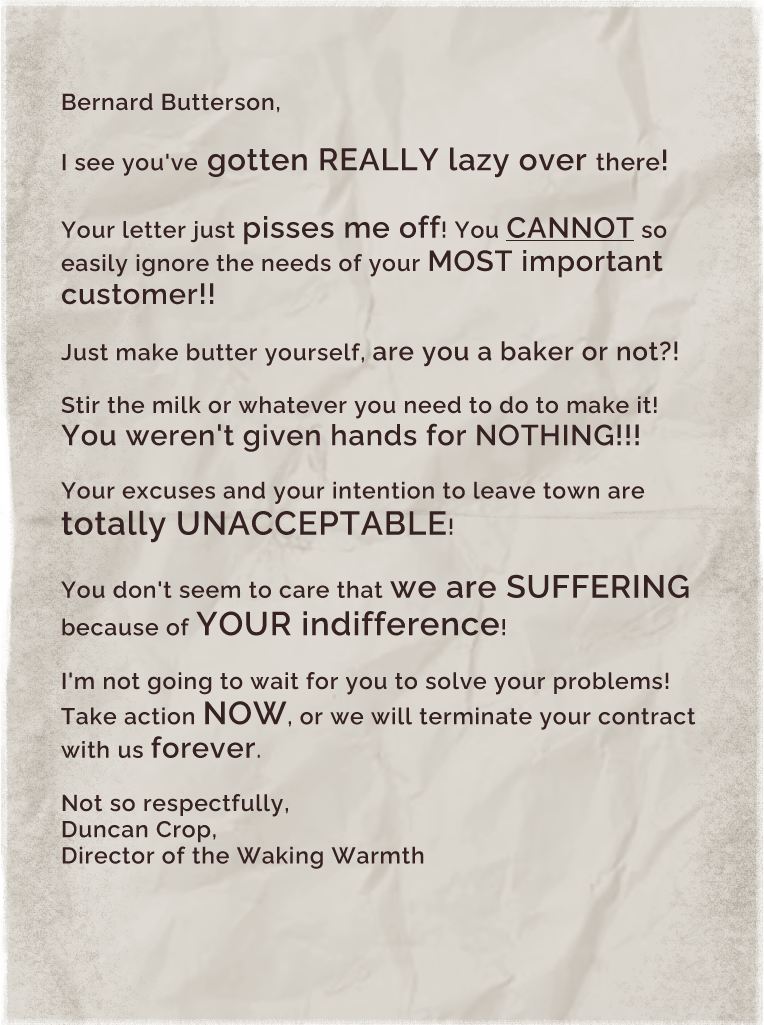 Bernard Butterson,
I see you've gotten REALLY lazy over there!
Your letter just pisses me off! You CANNOT so
easily ignore the needs of your MOST important
customer!!
Just make butter yourself, are you a baker or not?!
Stir the milk or whatever you need to do to make it!
You weren't given hands for NOTHING!!!
Your excuses and your intention to leave town are
totally UNACCEPTABLE!
You don't seem to care that we are SUFFERING
because of YOUR indifference!
I'm not going to wait for you to solve your problems!
Take action NOW, or we will terminate your contract
with us forever.
Not so respectfully,
Duncan Crop,
Director of the Waking Warmth